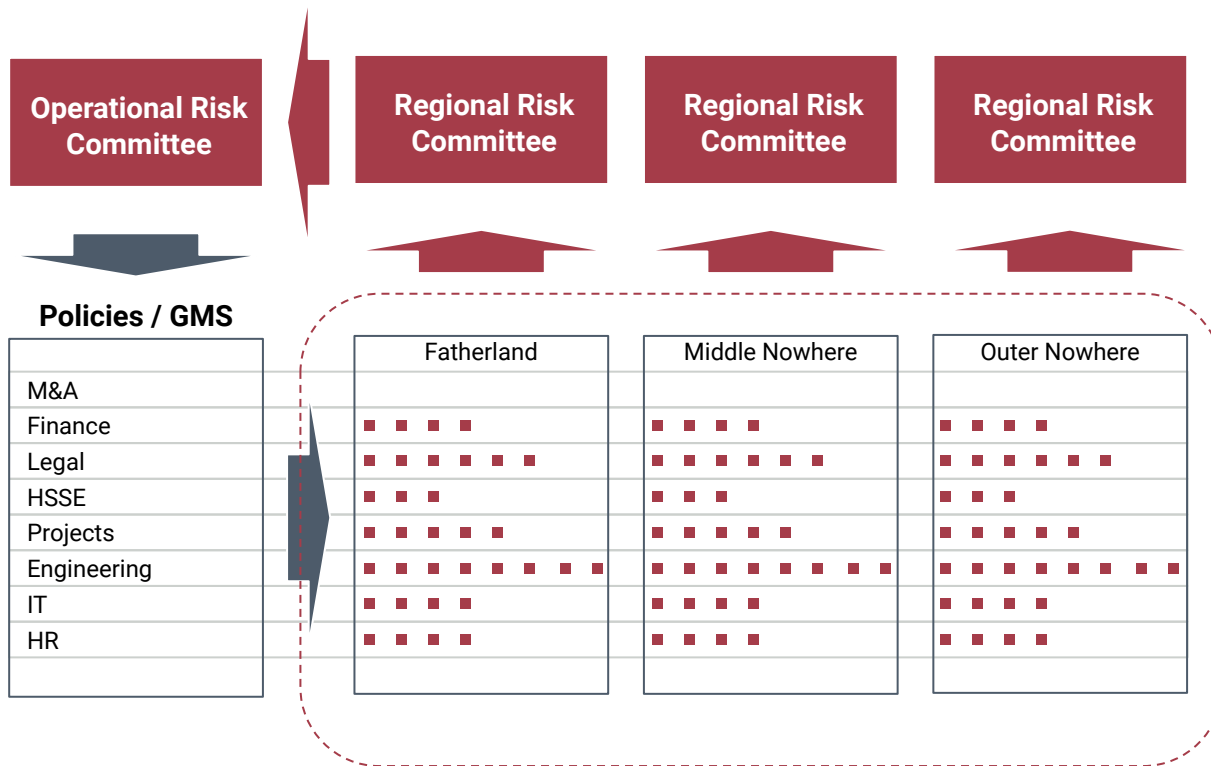 Operational Risk
Committee
Regional Risk
Committee
Regional Risk
Committee
Regional Risk
Committee
Policies / GMS
M&A
Finance
Legal
HSSE
Projects
Engineering
IT
HR
Fatherland
Middle Nowhere
Outer Nowhere